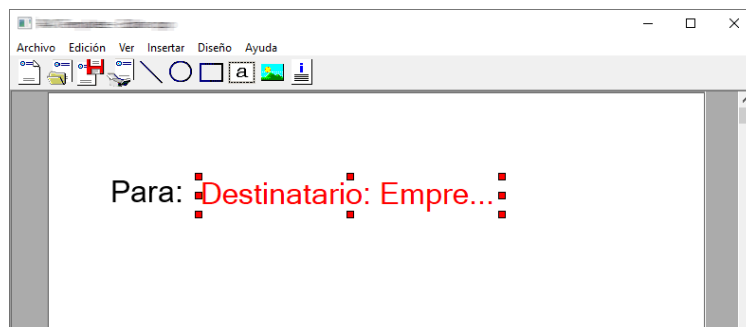 Archivo Edición Ver Insertar Diseño Ayuda
a i
Para: Destinatario: Empre...